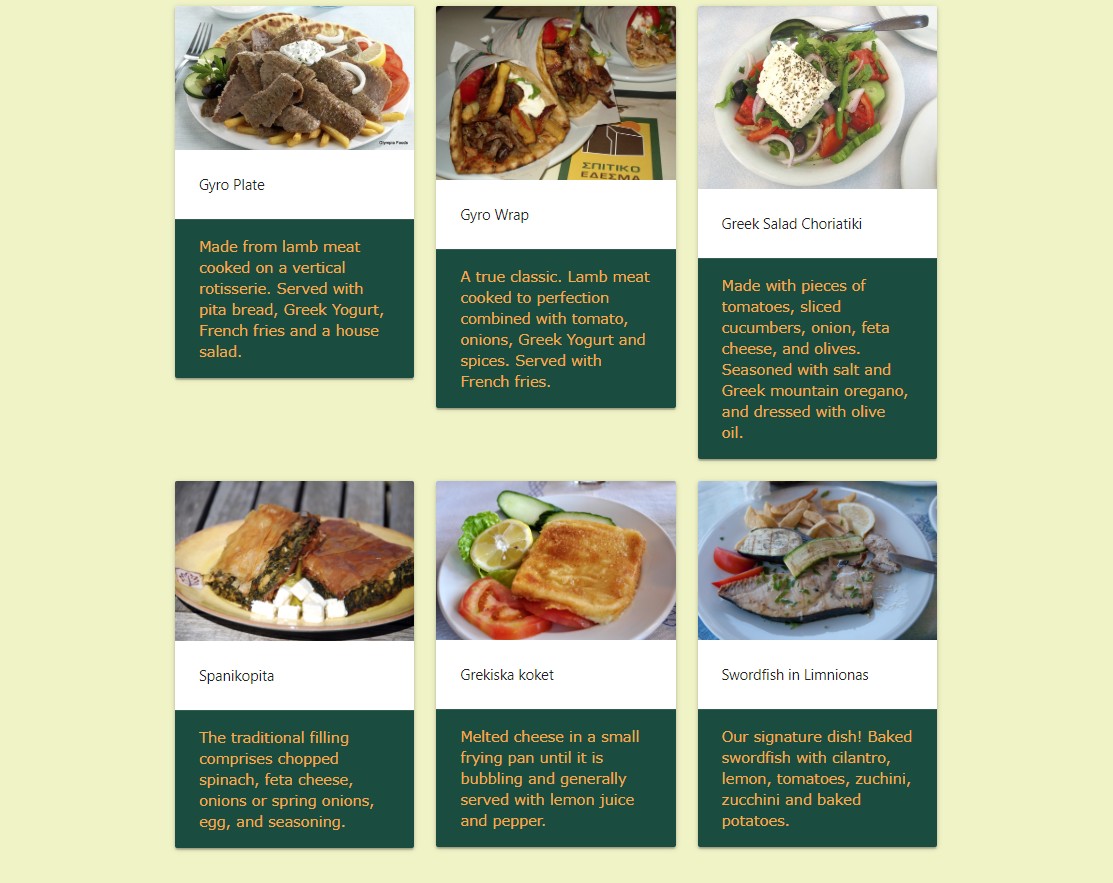 Olympia Foods
Gyro Plate
Made from lamb meat
cooked on a vertical
rotisserie. Served with
pita bread, Greek Yogurt,
French fries and a house
salad.
ΣΠΙΤΙΚΟ
ΕΔΕΣΜΑ
Gyro Wrap
A true classic. Lamb meat
cooked to perfection
combined with tomato,
onions, Greek Yogurt and
spices. Served with
French fries.
Greek Salad Choriatiki
Made with pieces of
tomatoes, sliced
cucumbers, onion, feta
cheese, and olives.
Seasoned with salt and
Greek mountain oregano,
and dressed with olive
oil.
Spanikopita
The traditional filling
comprises chopped
spinach, feta cheese,
onions or spring onions,
egg, and seasoning.
Grekiska koket
Melted cheese in a small
frying pan until it is
bubbling and generally
served with lemon juice
and pepper.
Swordfish in Limnionas
Our signature dish! Baked
swordfish with cilantro,
lemon, tomatoes, zuchini,
zucchini and baked
potatoes.